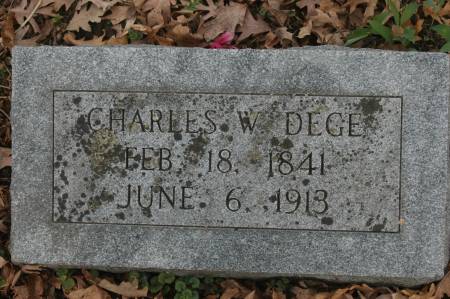 CHARLES W. DEGE
FEB. 18, 1841
JUNE 6, 1913